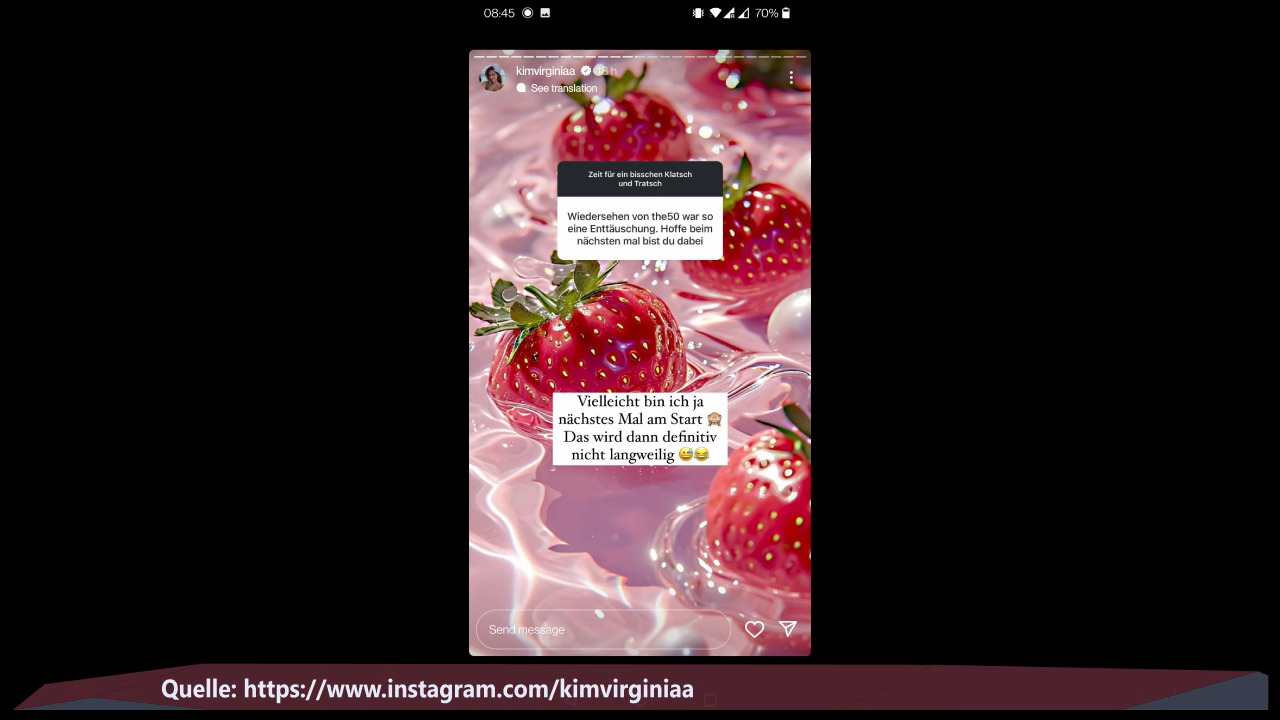 08:45
70%
kimvirginiaa 13 h
See translation
Zeit für ein bisschen Klatsch
und Tratsch
Wiedersehen von the50 war so
eine Enttäuschung. Hoffe beim
nächsten mal bist du dabei
Vielleicht bin ich ja
nächstes Mal am Start 🙈
Das wird dann definitiv
nicht langweilig 😅😂
Send message
Quelle: https://www.instagram.com/kimvirginiaa